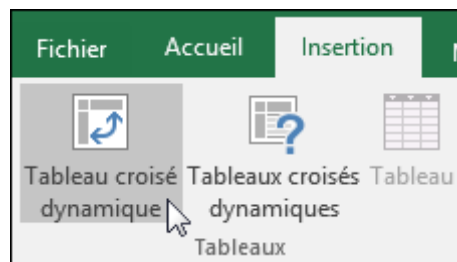 Fichier Accueil Insertion
Tableau croisé Tableaux croisés Tableau
dynamique dynamiques
Tableaux